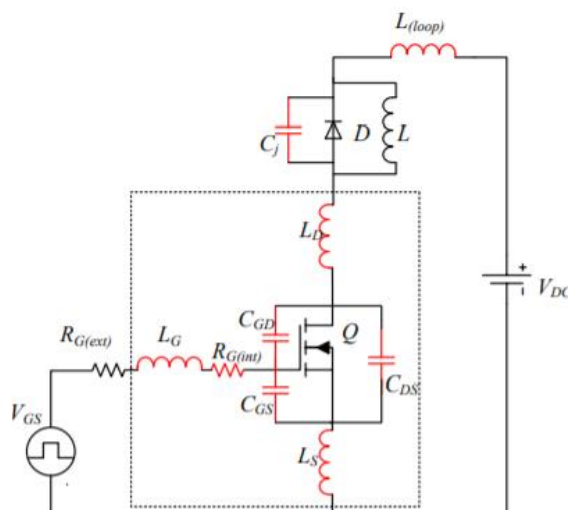 L(loop)
Cj
D
L
LD
VDC
CGD
Q
RG(ext)
LG
RG(int)
CDS
CGS
VGS
LS